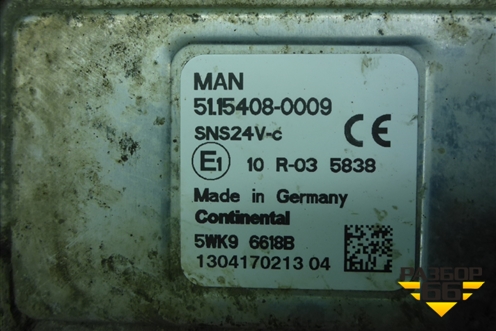 MAN
51.15408-0009
SNS24V-6
CE
E1 10 R-03 5838
Made in Germany
Continental
5WK9 6618B
1304170213 04
РАЗБОР
66